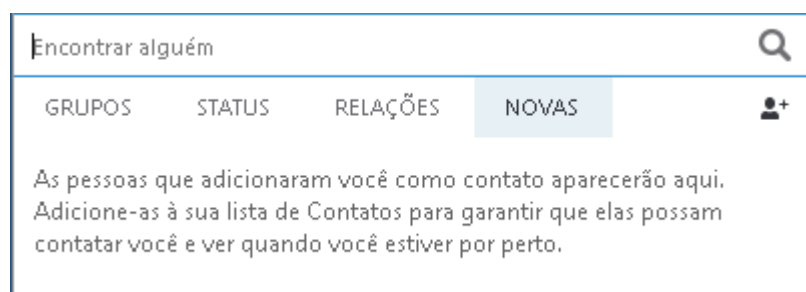 Encontrar alguém
GRUPOS STATUS RELAÇÕES NOVAS
As pessoas que adicionaram você como contato aparecerão aqui.
Adicione-as à sua lista de Contatos para garantir que elas possam
contatar você e ver quando você estiver por perto.